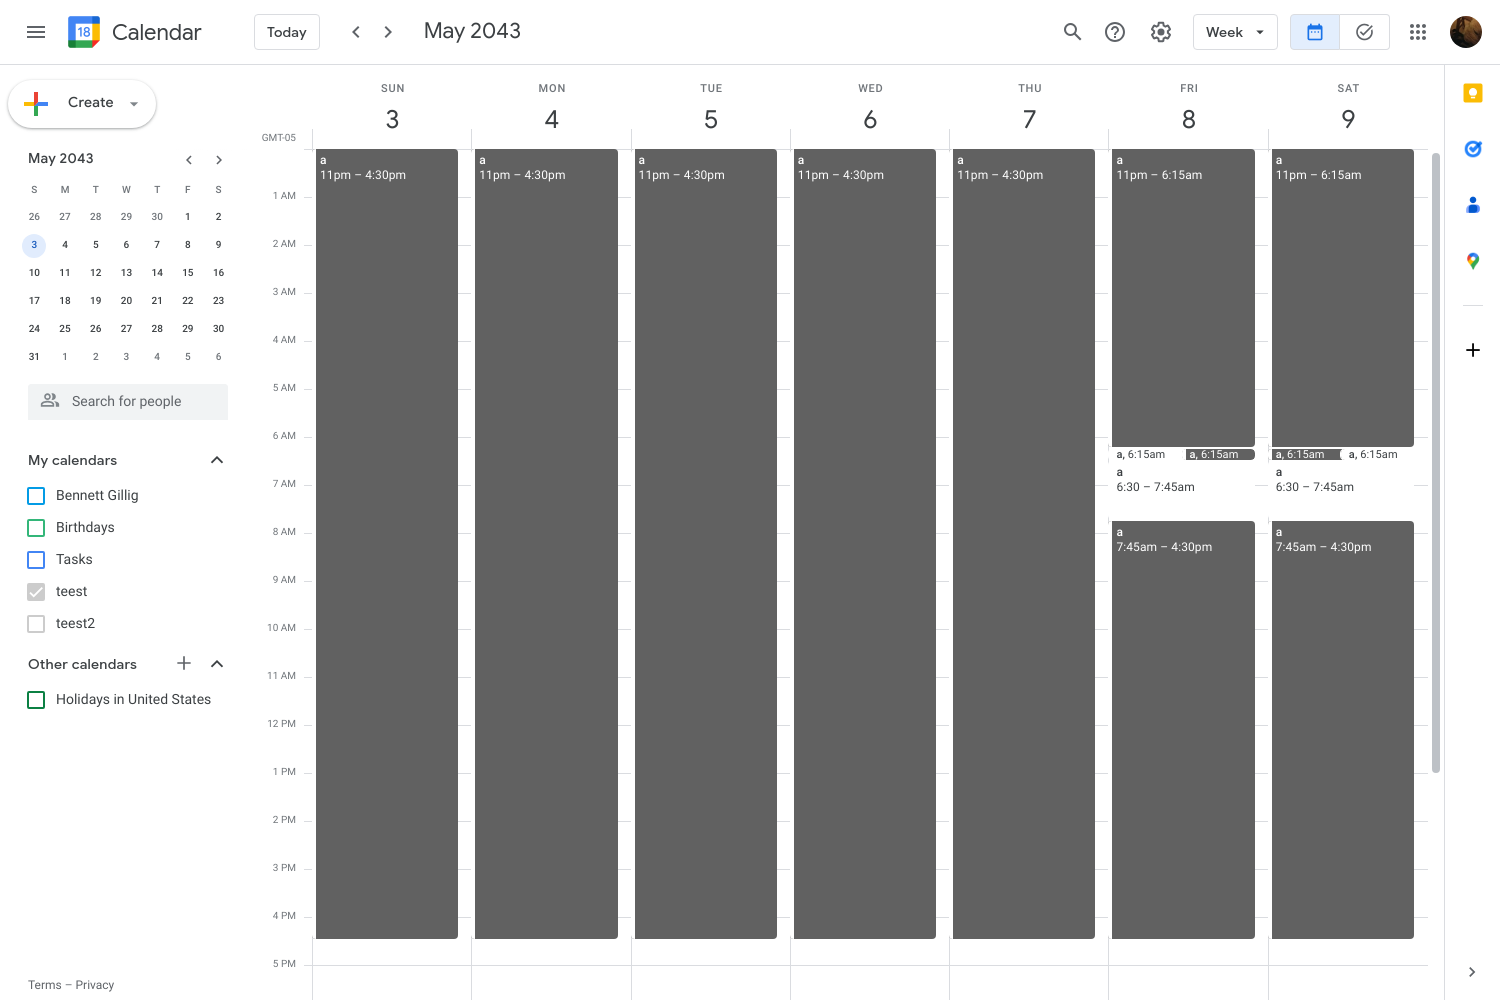 18
Calendar
Today
May 2043
Week
Create
May 2043
S M T W T F S
26 27 28 29 30 1 2
3 4 5 6 7 8 9
10 11 12 13 14 15 16
17 18 19 20 21 22 23
24 25 26 27 28 29 30
31 1 2 3 4 5 6
Search for people
My calendars
Bennett Gillig
Birthdays
Tasks
teest
teest2
Other calendars
Holidays in United States
Terms – Privacy
GMT-05
SUN MON TUE WED THU FRI SAT
3 4 5 6 7 8 9
1 AM
2 AM
3 AM
4 AM
5 AM
6 AM
7 AM
8 AM
9 AM
10 AM
11 AM
12 PM
1 PM
2 PM
3 PM
4 PM
5 PM
a
11pm – 4:30pm
a
11pm – 4:30pm
a
11pm – 4:30pm
a
11pm – 4:30pm
a
11pm – 4:30pm
a
11pm – 6:15am
a, 6:15am
a, 6:15am
a
6:30 – 7:45am
a
7:45am – 4:30pm
a
11pm – 6:15am
a, 6:15am
a, 6:15am
a
6:30 – 7:45am
a
7:45am – 4:30pm